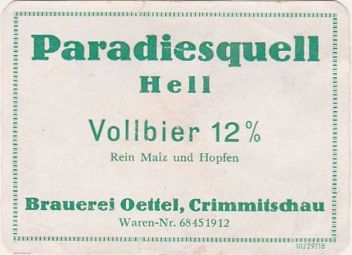 Paradiesquell
Hell
Vollbier 12%
Rein Malz und Hopfen
Brauerei Oettel, Crimmitschau
Waren-Nr. 68451912
III/29/18